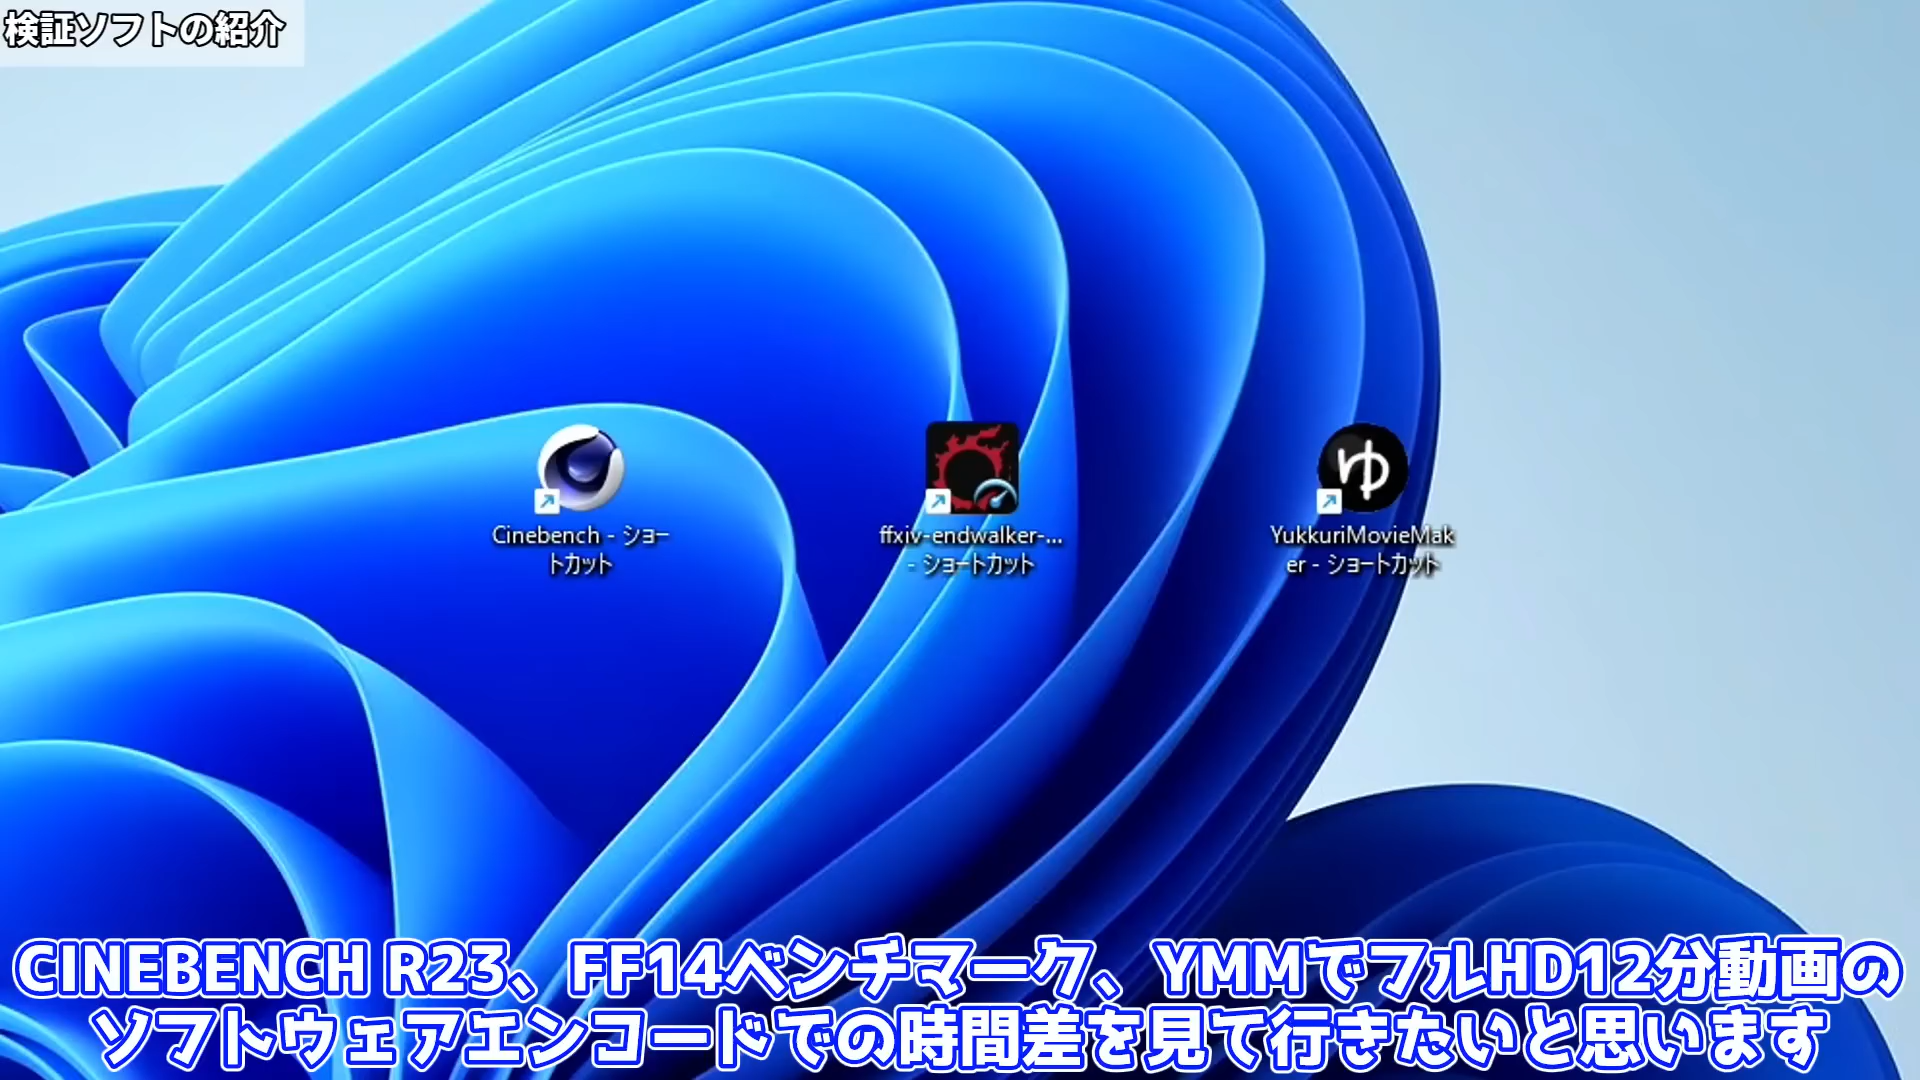 検証ソフトの紹介
Cinebench - ショー
トカット
ffxiv-endwalker-...
- ショートカット
ゆ
YukkuriMovieMak
er - ショートカット
CINEBENCH R23、FF14ベンチマーク、YMMでフルHD12分動画の
ソフトウェアエンコードでの時間差を見て行きたいと思います